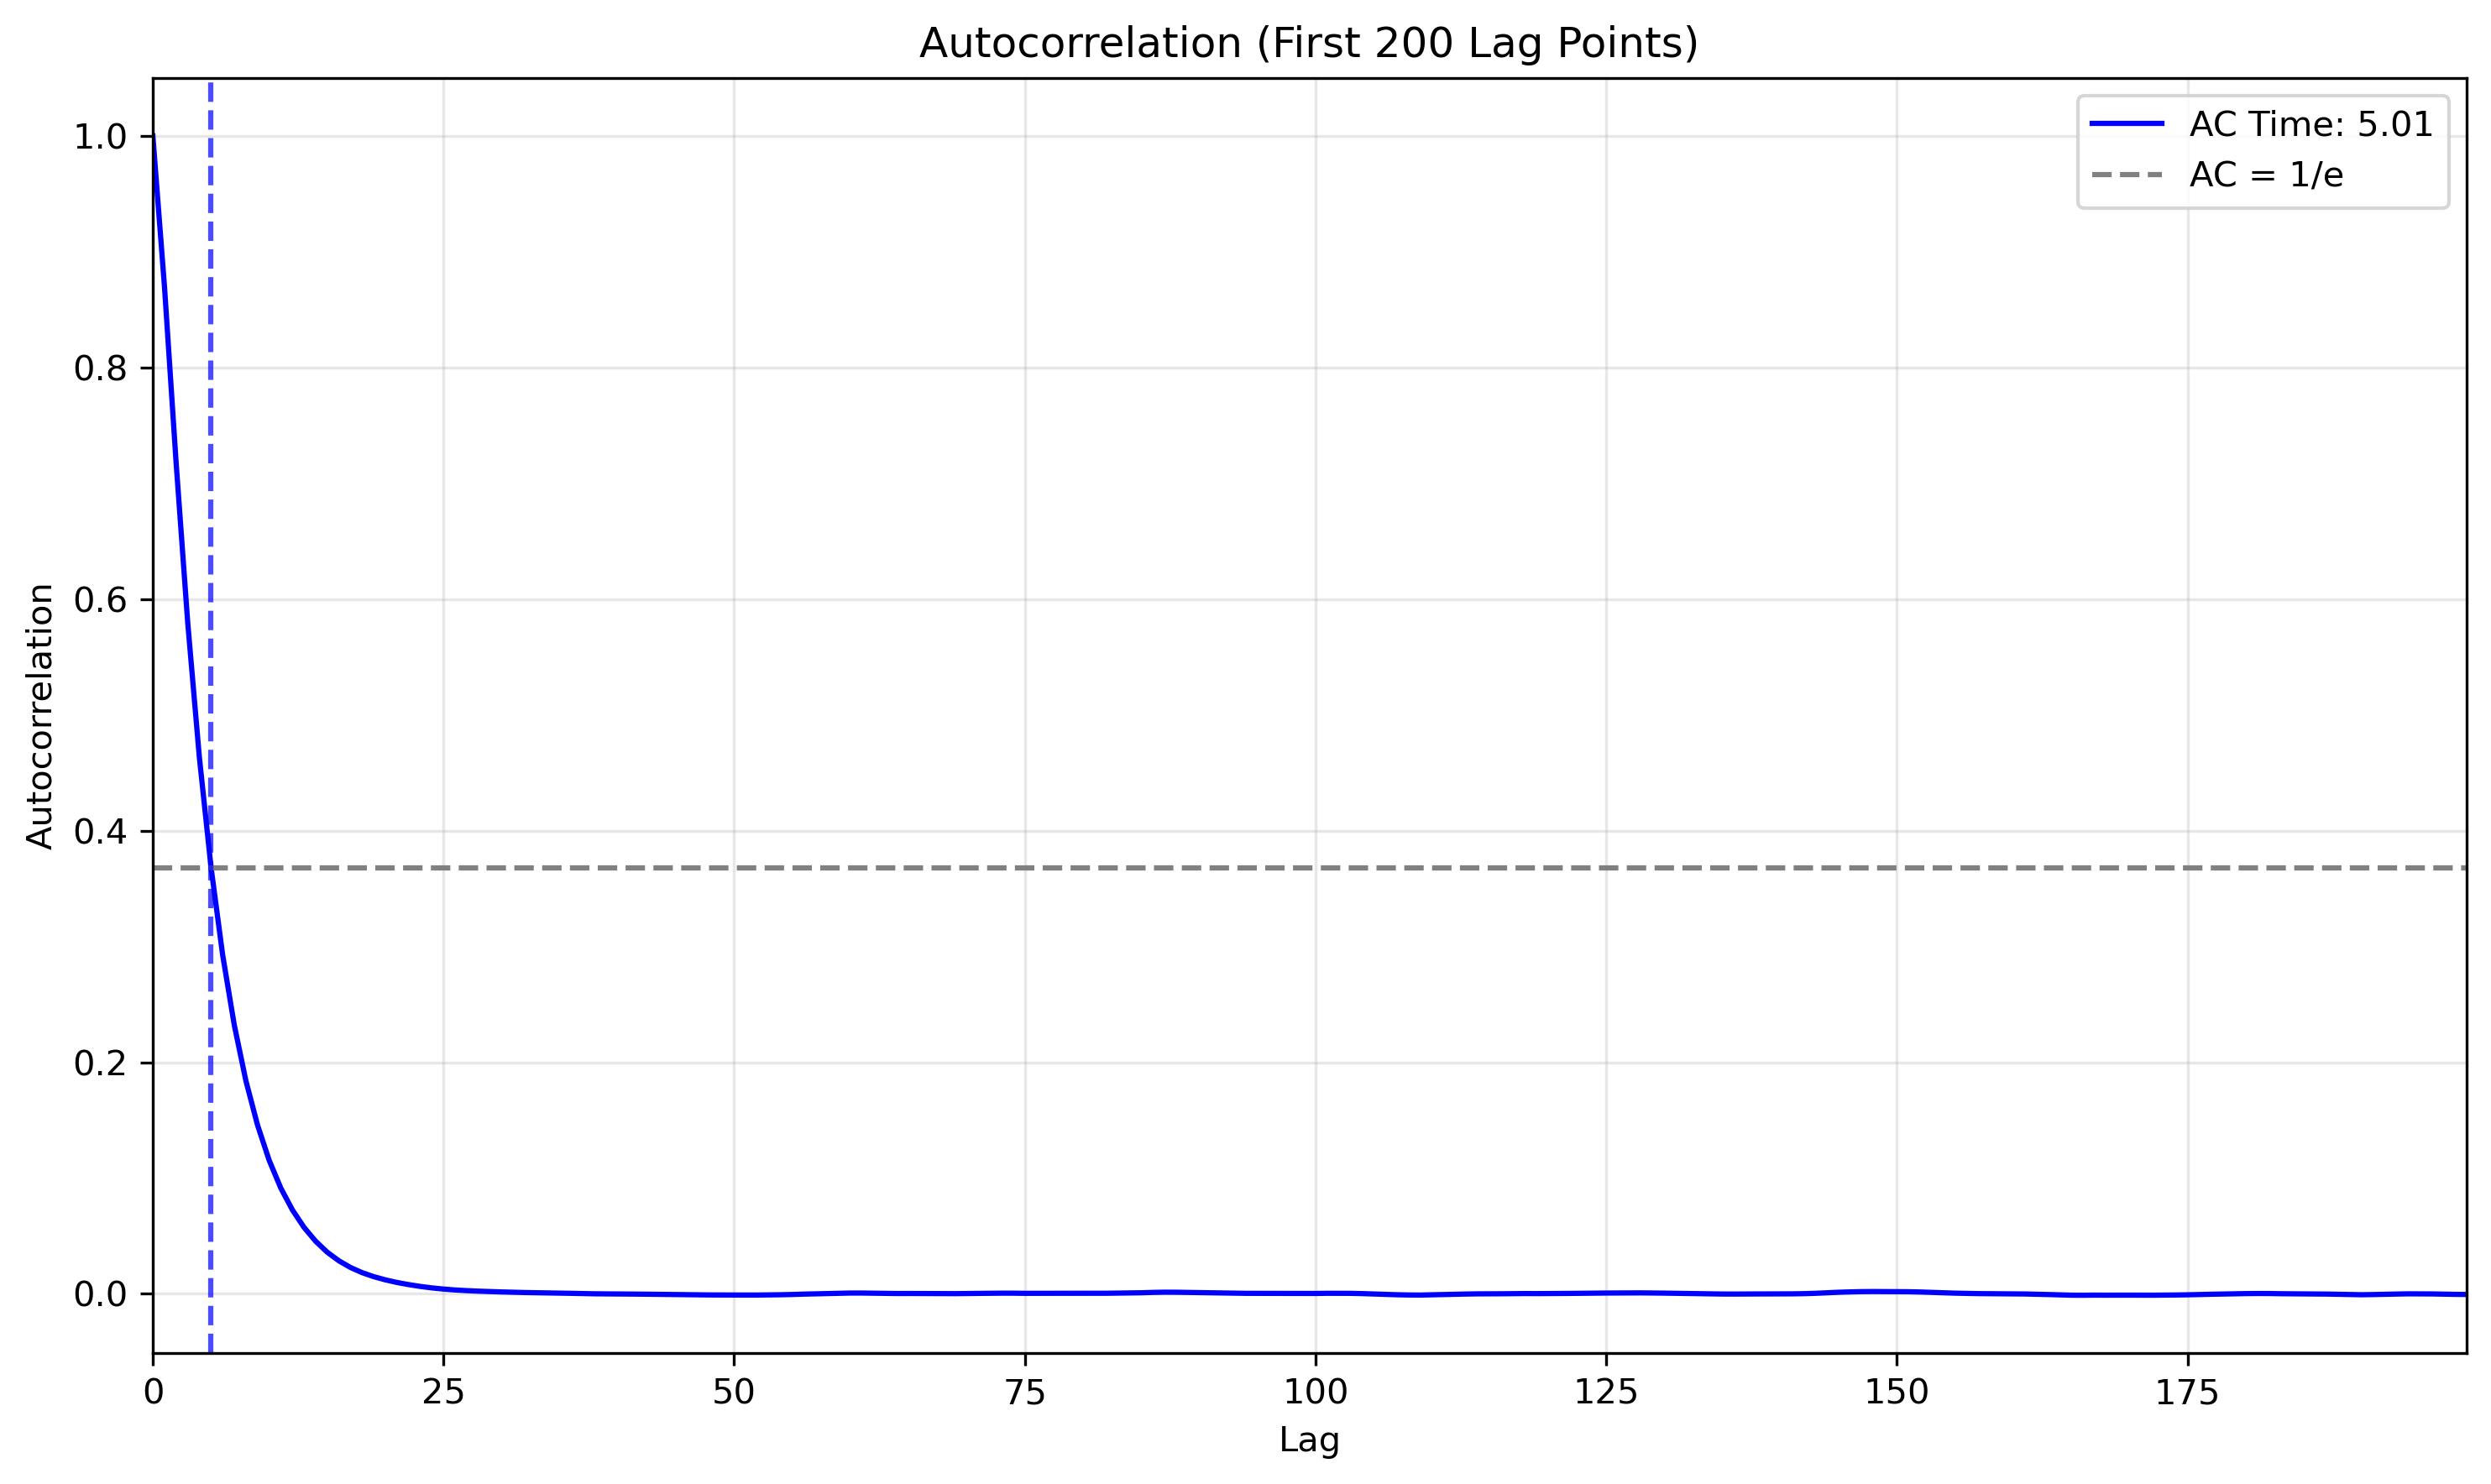 Autocorrelation (First 200 Lag Points)
AC Time: 5.01
AC = 1/e
Autocorrelation
1.0
0.8
0.6
0.4
0.2
0.0
0 25 50 75 100 125 150 175
Lag